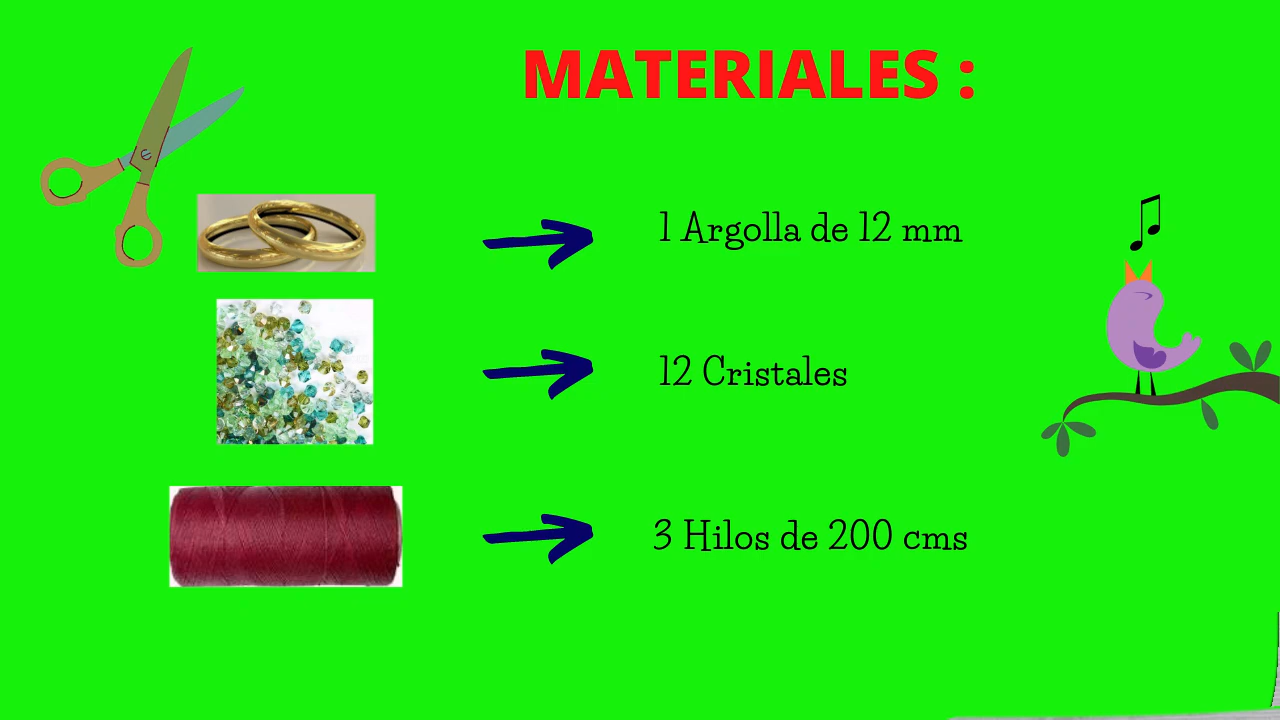 MATERIALES :
1 Argolla de 12 mm
12 Cristales
3 Hilos de 200 cms